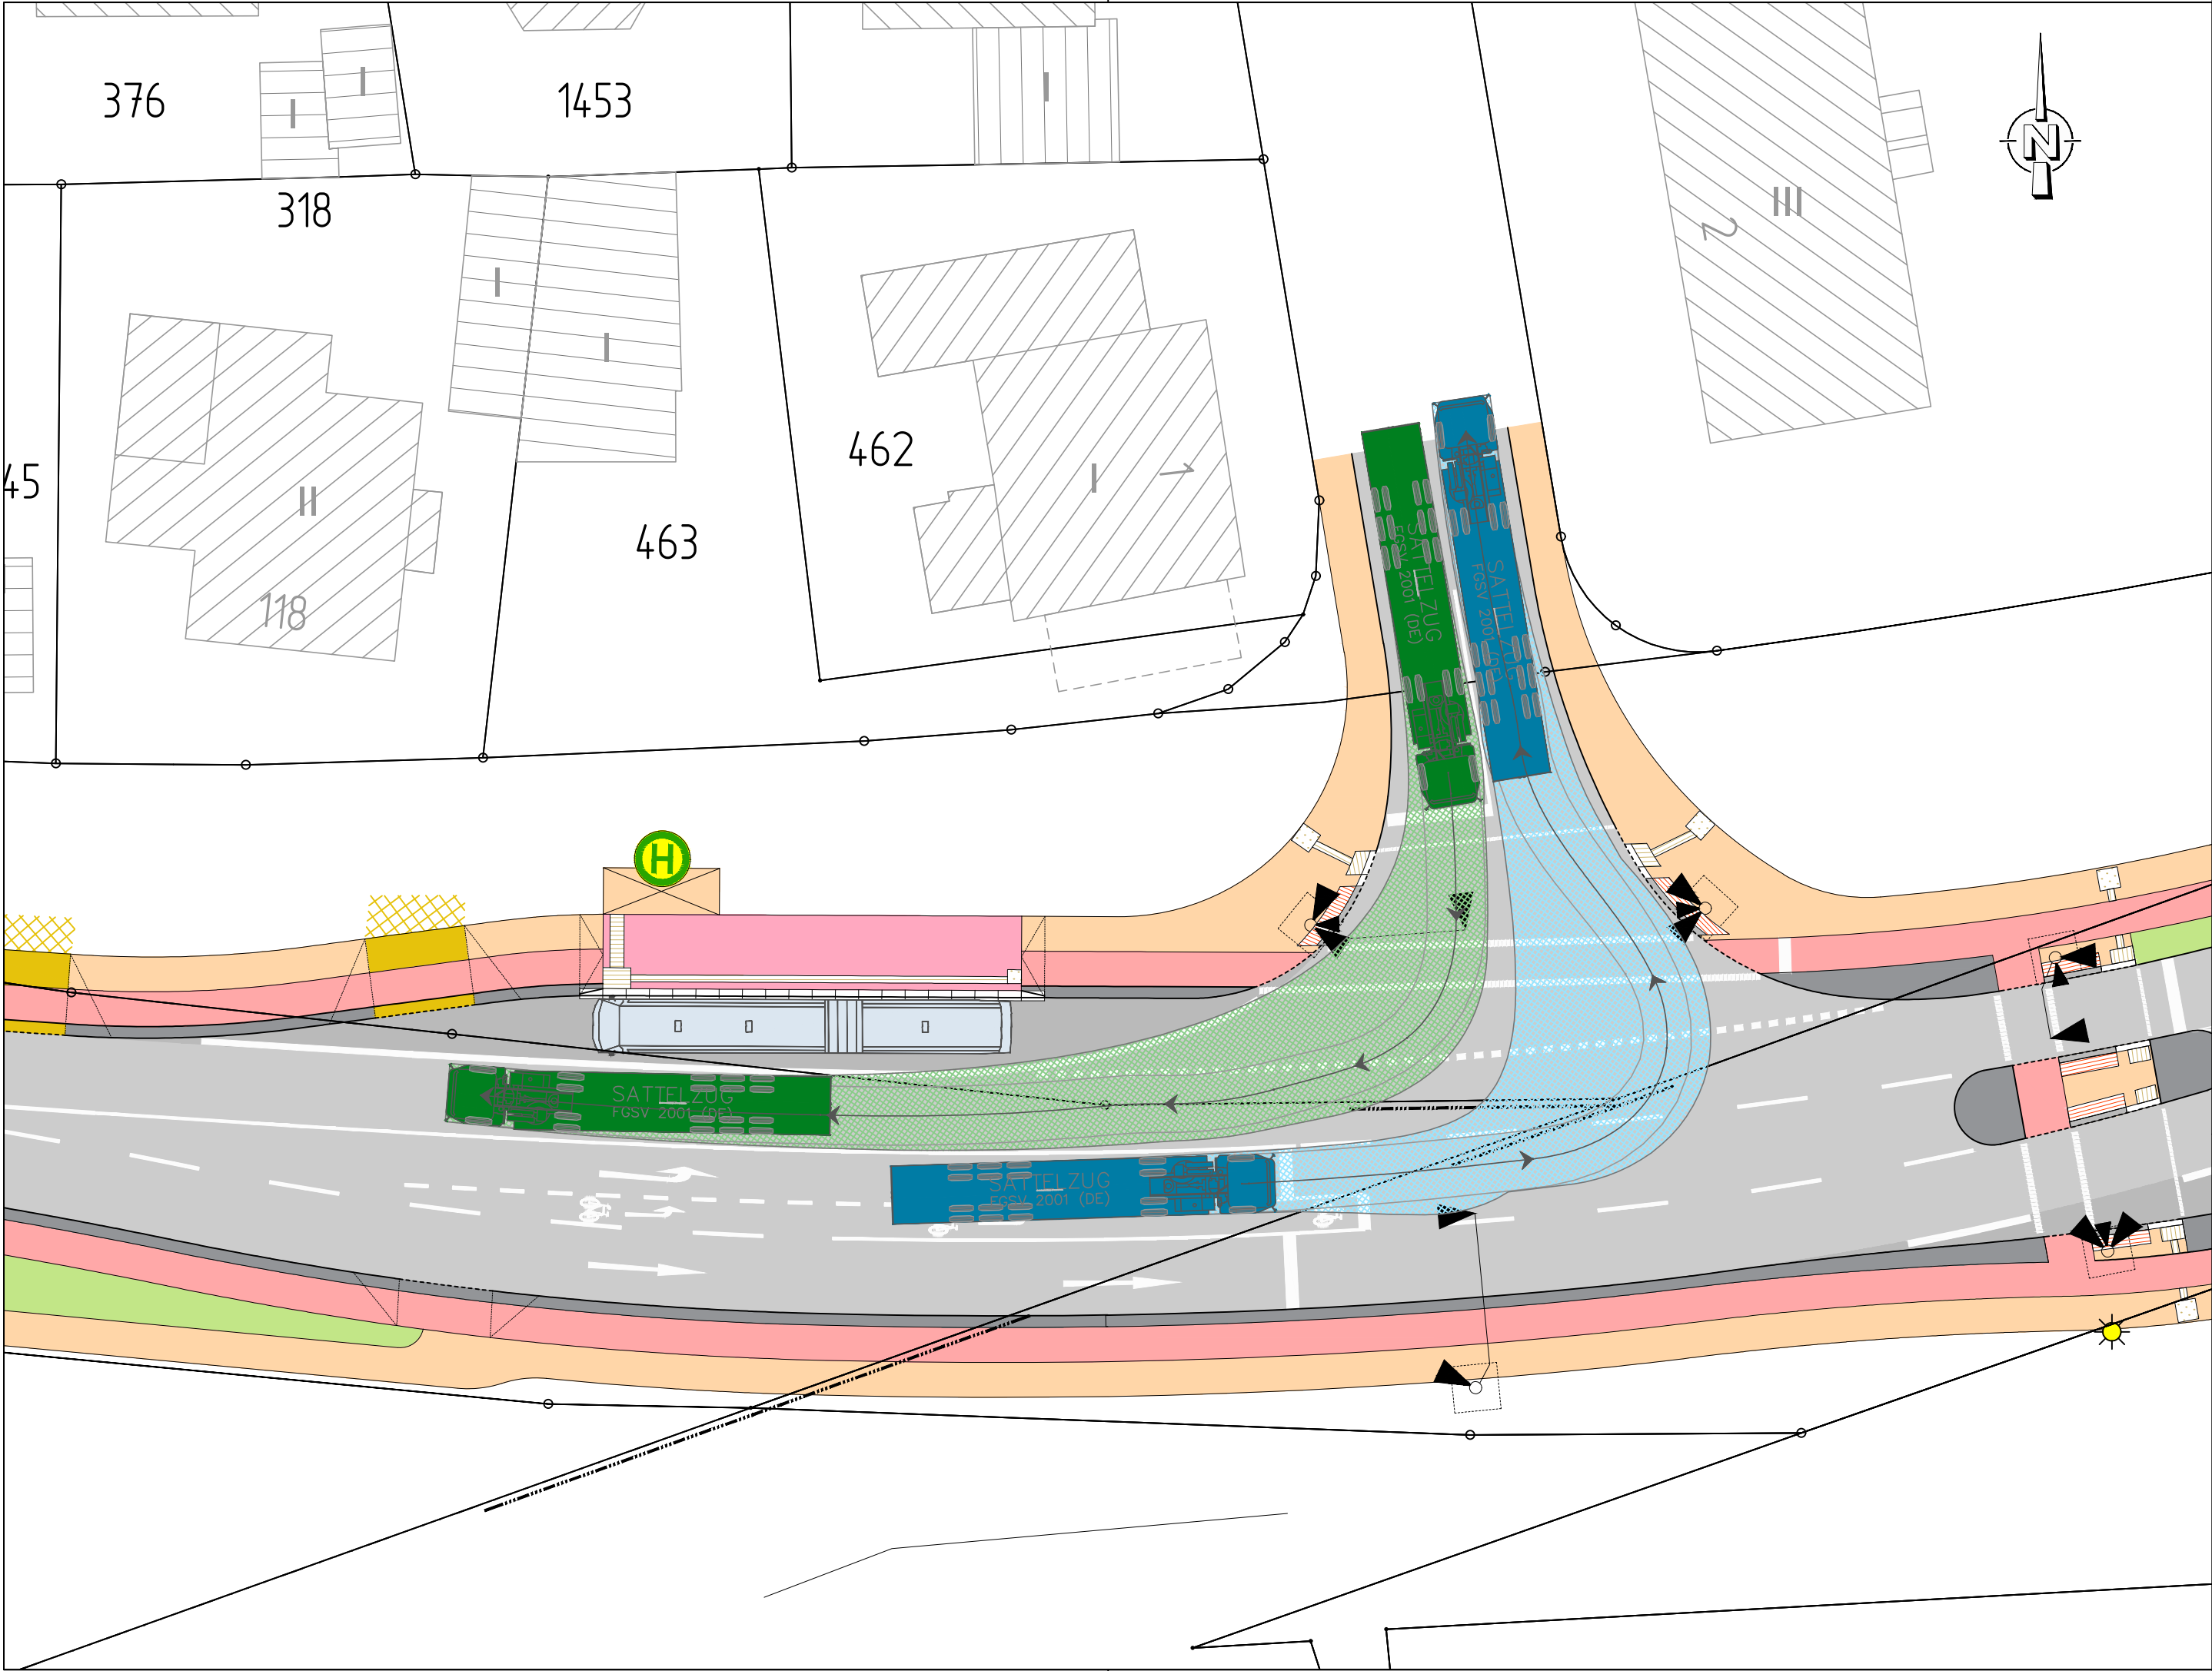 376
1453
I
I
I
N
318
III
2
I
I
45
II
118
463
462
I
1
SATTELZUG
FGSV 2001 (DE)
SATTELZUG
FGSV 2001 (DE)
H
SATTELZUG
FGSV 2001 (DE)
SATTELZUG
FGSV 2001 (DE)